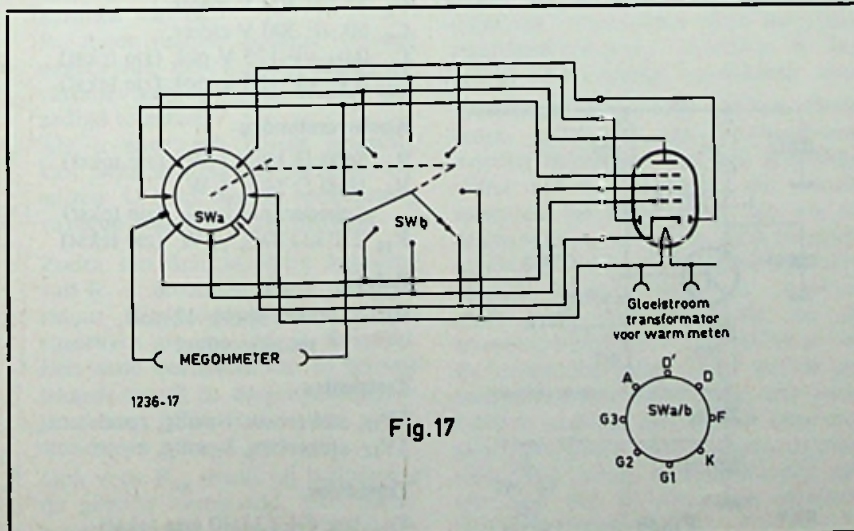 SWa
SWb
MEGOHMETER
Gloeistroom
transformator
voor warm meten
1236-17
Fig.17
D'
A
D
G3
SWa/b
F
G2
K
G1